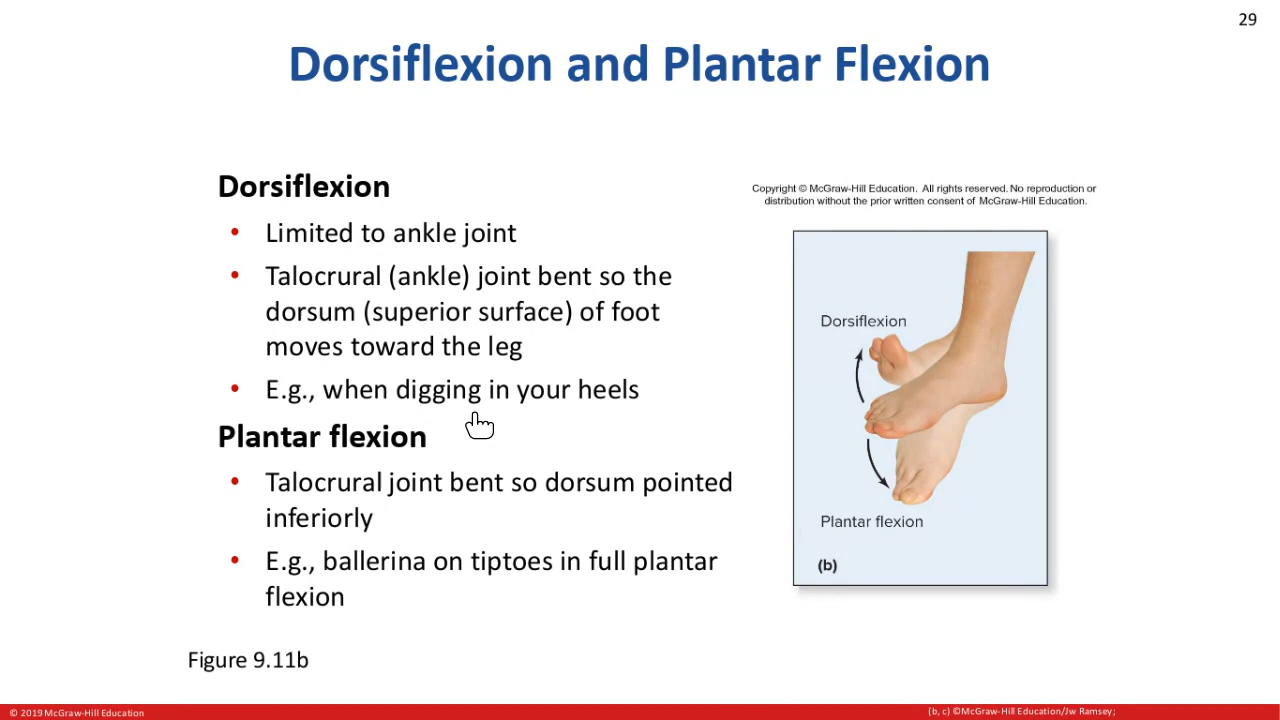 29
Dorsiflexion and Plantar Flexion
Dorsiflexion
• Limited to ankle joint
• Talocrural (ankle) joint bent so the
dorsum (superior surface) of foot
moves toward the leg
• E.g., when digging in your heels
Plantar flexion
• Talocrural joint bent so dorsum pointed
inferiorly
• E.g., ballerina on tiptoes in full plantar
flexion
Figure 9.11b
Copyright © McGraw-Hill Education. All rights reserved. No reproduction or
distribution without the prior written consent of McGraw-Hill Education.
Dorsiflexion
Plantar flexion
(b)
© 2019 McGraw-Hill Education
(b, c) ©McGraw-Hill Education/Jw Ramsey;